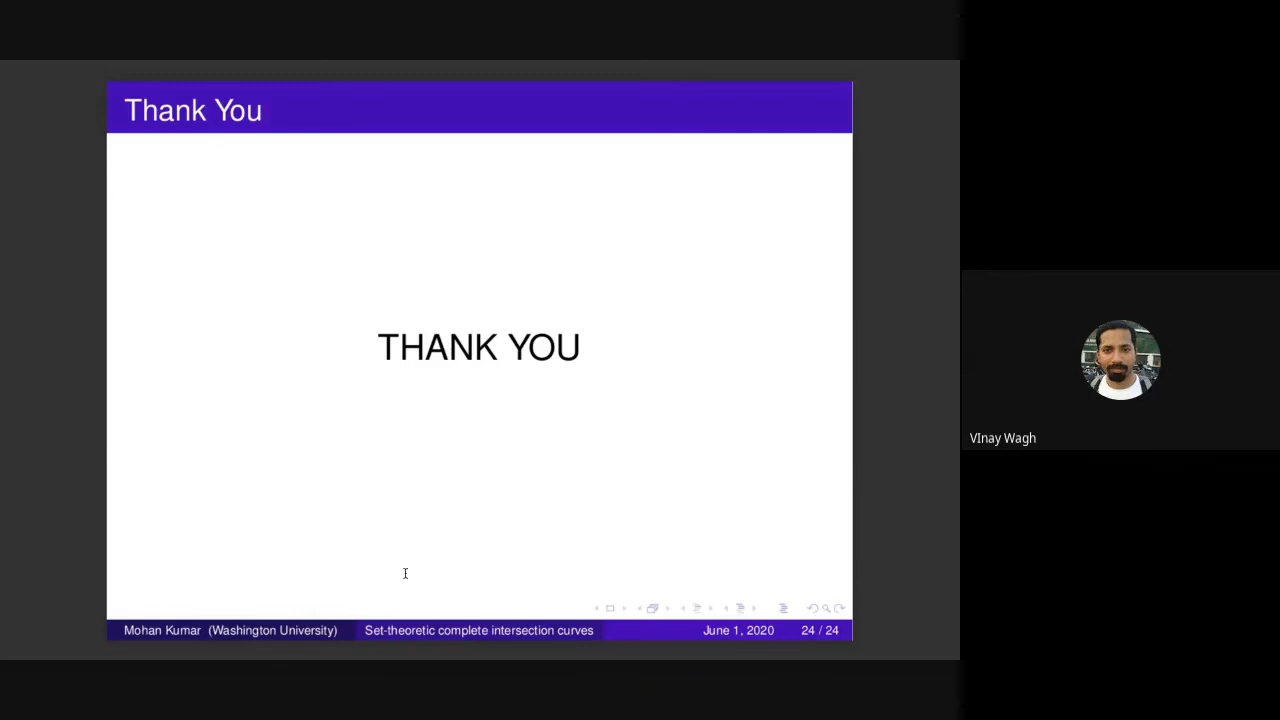 Thank You
THANK YOU
Mohan Kumar (Washington University) Set-theoretic complete intersection curves June 1, 2020 24 / 24
VInay Wagh